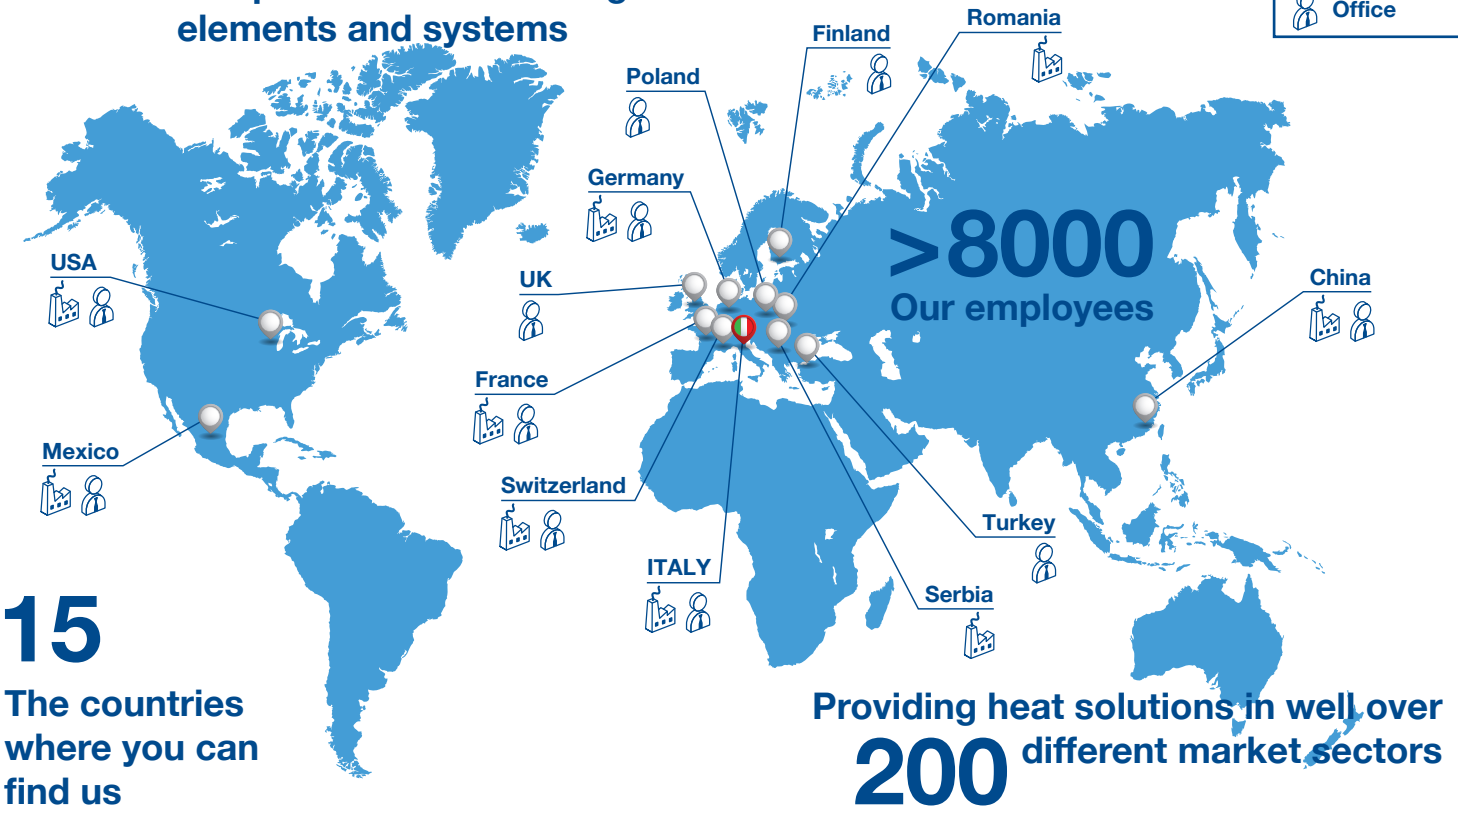 elements and systems
Office
Romania
Finland
Poland
Germany
USA
UK
>8000
Our employees
China
France
Mexico
Switzerland
Turkey
ITALY
Serbia
15
The countries
where you can
find us
Providing heat solutions in well over
200 different market sectors